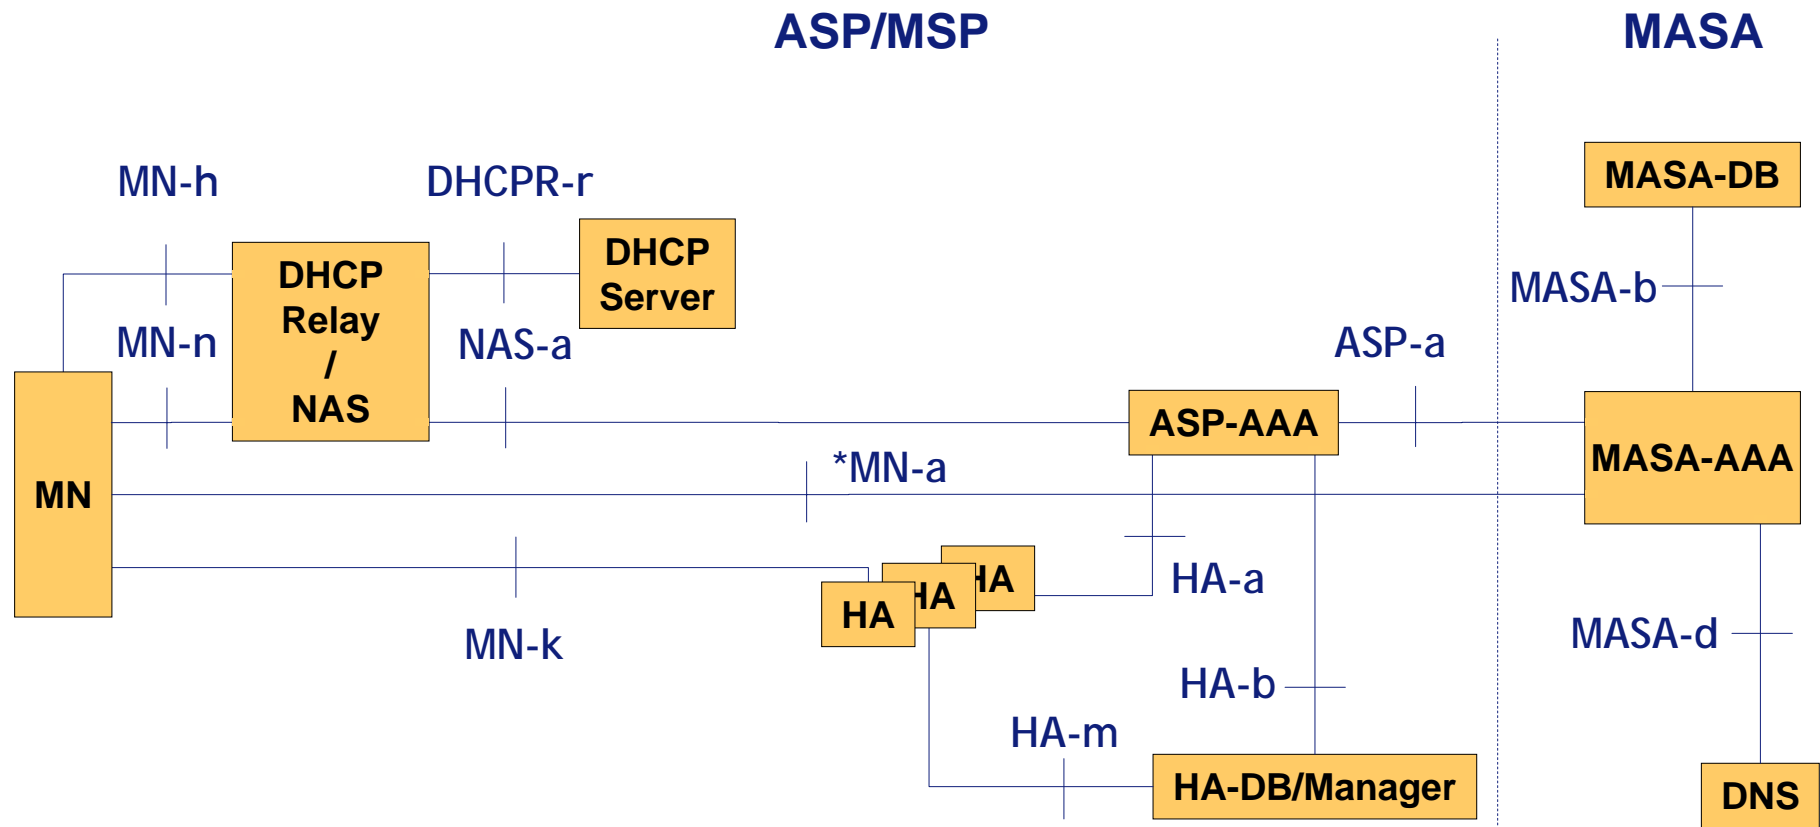 ASP/MSP
MASA
MASA-DB
MN-h
DHCPR-r
DHCP
Relay
/
NAS
DHCP
Server
MASA-b
MN-n
NAS-a
ASP-a
ASP-AAA
MASA-AAA
MN
*MN-a
HA
HA
HA
HA-a
MN-k
MASA-d
HA-b
HA-m
HA-DB/Manager
DNS